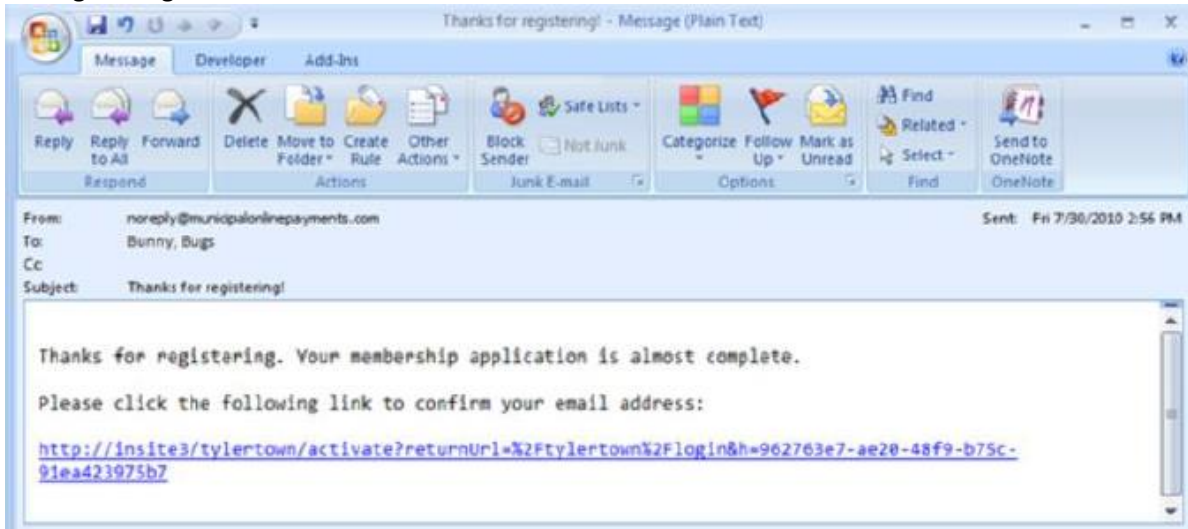 Thanks for registering! - Message (Plain Text)
Message Developer Add-Ins
Reply
Reply to All
Forward
Delete
Move to Folder
Create Rule
Other Actions
Block Sender
Safe Lists
Not Junk
Categorize
Follow Up
Mark as Unread
Find
Related
Select
Send to OneNote
Respond Actions Junk E-mail Options Find OneNote
From: noreply@municipalonlinepayments.com Sent: Fri 7/30/2010 2:56 PM
To: Bunny, Bugs
Cc:
Subject: Thanks for registering!
Thanks for registering. Your membership application is almost complete.
Please click the following link to confirm your email address:
http://insite3/tylertown/activate?returnUrl=%2Ftylertown%2Flogin&h=962763e7-ae20-48f9-b75c-
91ea423975b7